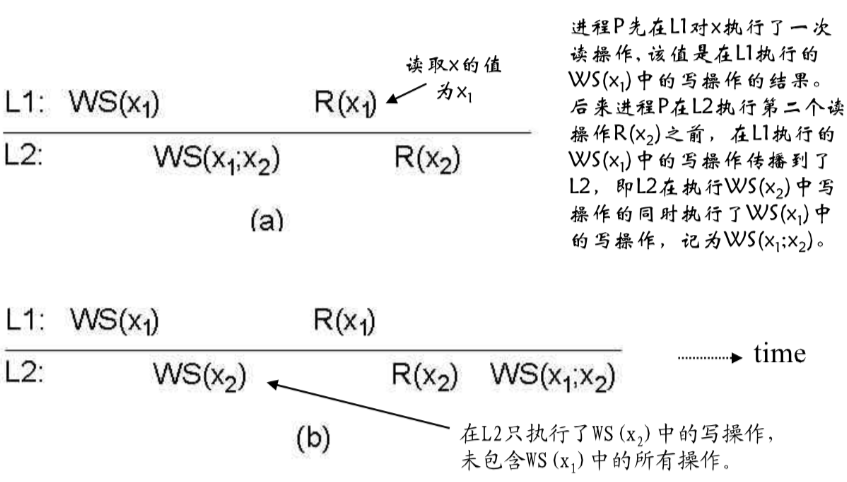 进程P先在L1对x执行了一次
读操作,该值是在L1执行的
WS(x₁)中的写操作的结果。
后来进程P在L2执行第二个读
操作R(x₂)之前，在L1执行的
WS(x₁)中的写操作传播到了
L2，即L2在执行WS(x₂)中写
操作的同时执行了WS(x₁)中
的写操作，记为WS(x₁;x₂)。
读取x的值
为x₁
L1: WS(x₁) R(x₁)
L2: WS(x₁;x₂) R(x₂)
(a)
L1: WS(x₁) R(x₁)
L2: WS(x₂) R(x₂) WS(x₁;x₂)
time
(b)
在L2只执行了WS(x₂)中的写操作，
未包含WS(x₁)中的所有操作。